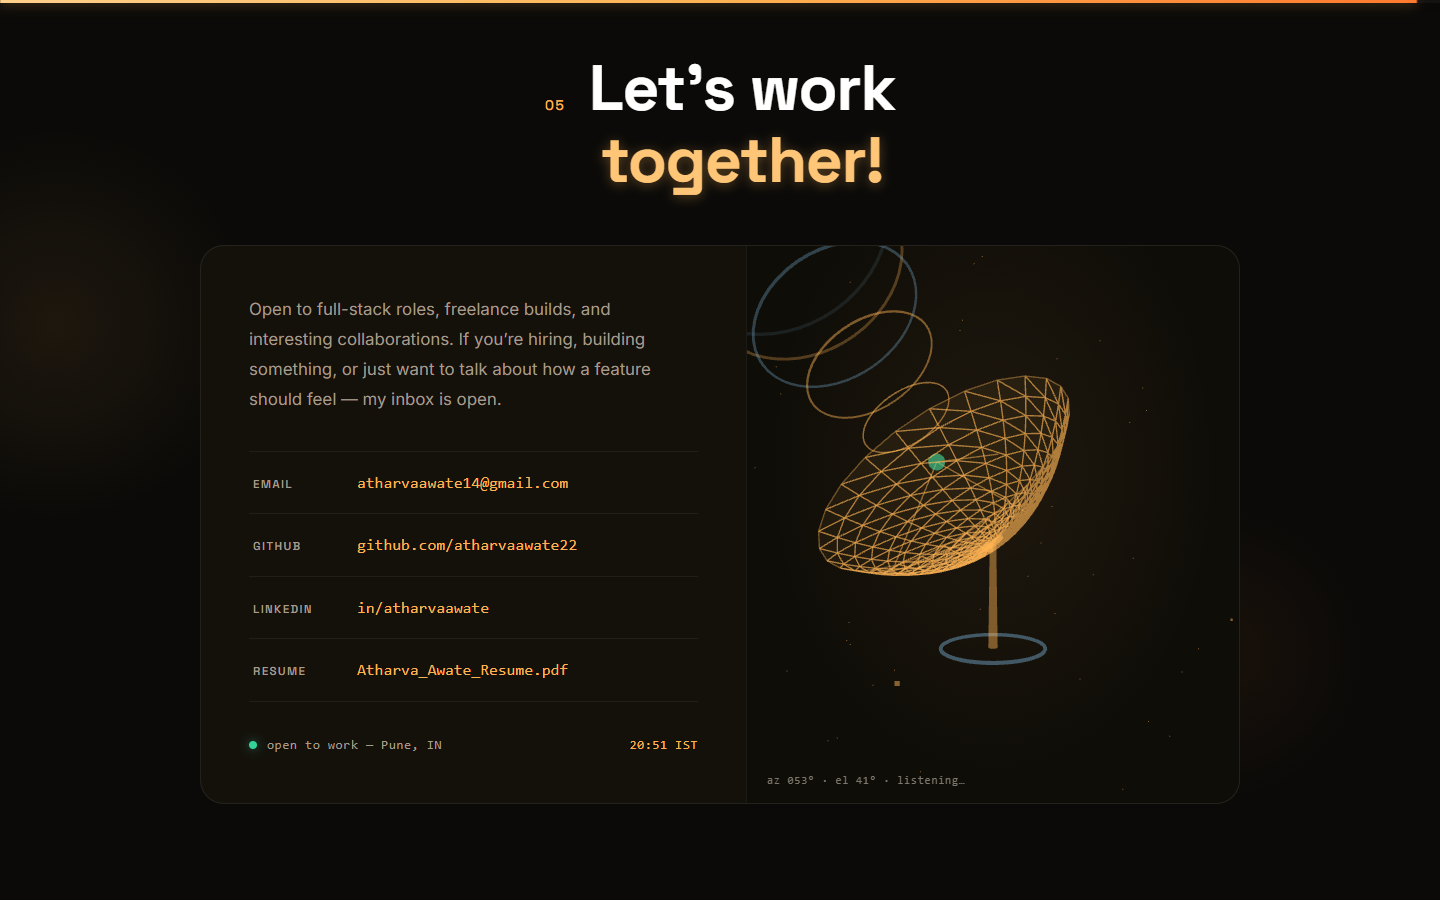 05
Let’s work
together!
Open to full-stack roles, freelance builds, and
interesting collaborations. If you’re hiring, building
something, or just want to talk about how a feature
should feel — my inbox is open.
EMAIL atharvaawate14@gmail.com
GITHUB github.com/atharvaawate22
LINKEDIN in/atharvaawate
RESUME Atharva_Awate_Resume.pdf
open to work — Pune, IN 20:51 IST
az 053° · el 41° · listening…